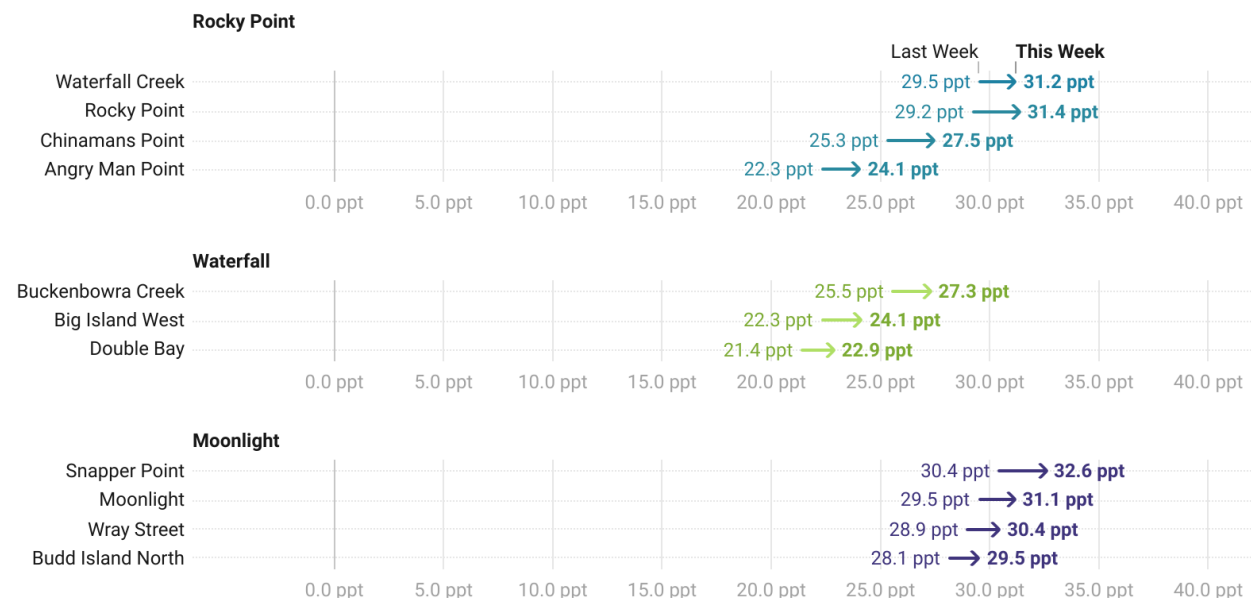 Rocky Point
Last Week This Week
Waterfall Creek 29.5 ppt 31.2 ppt
Rocky Point 29.2 ppt 31.4 ppt
Chinamans Point 25.3 ppt 27.5 ppt
Angry Man Point 22.3 ppt 24.1 ppt
0.0 ppt 5.0 ppt 10.0 ppt 15.0 ppt 20.0 ppt 25.0 ppt 30.0 ppt 35.0 ppt 40.0 ppt
Waterfall
Buckenbowra Creek 25.5 ppt 27.3 ppt
Big Island West 22.3 ppt 24.1 ppt
Double Bay 21.4 ppt 22.9 ppt
0.0 ppt 5.0 ppt 10.0 ppt 15.0 ppt 20.0 ppt 25.0 ppt 30.0 ppt 35.0 ppt 40.0 ppt
Moonlight
Snapper Point 30.4 ppt 32.6 ppt
Moonlight 29.5 ppt 31.1 ppt
Wray Street 28.9 ppt 30.4 ppt
Budd Island North 28.1 ppt 29.5 ppt
0.0 ppt 5.0 ppt 10.0 ppt 15.0 ppt 20.0 ppt 25.0 ppt 30.0 ppt 35.0 ppt 40.0 ppt